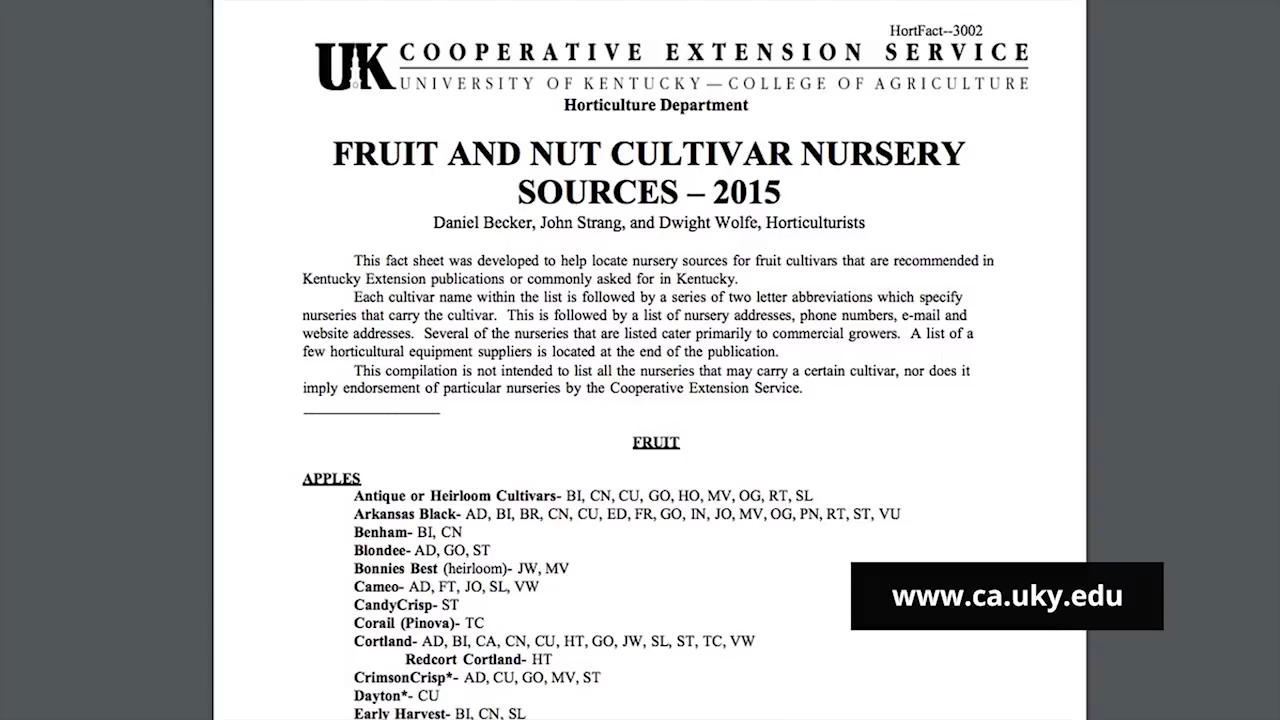 HortFact--3002
UK COOPERATIVE EXTENSION SERVICE
UNIVERSITY OF KENTUCKY—COLLEGE OF AGRICULTURE
Horticulture Department
FRUIT AND NUT CULTIVAR NURSERY
SOURCES – 2015
Daniel Becker, John Strang, and Dwight Wolfe, Horticulturists
This fact sheet was developed to help locate nursery sources for fruit cultivars that are recommended in
Kentucky Extension publications or commonly asked for in Kentucky.
Each cultivar name within the list is followed by a series of two letter abbreviations which specify
nurseries that carry the cultivar. This is followed by a list of nursery addresses, phone numbers, e-mail and
website addresses. Several of the nurseries that are listed cater primarily to commercial growers. A list of a
few horticultural equipment suppliers is located at the end of the publication.
This compilation is not intended to list all the nurseries that may carry a certain cultivar, nor does it
imply endorsement of particular nurseries by the Cooperative Extension Service.
FRUIT
APPLES
Antique or Heirloom Cultivars- BI, CN, CU, GO, HO, MV, OG, RT, SL
Arkansas Black- AD, BI, BR, CN, CU, ED, FR, GO, IN, JO, MV, OG, PN, RT, ST, VU
Benham- BI, CN
Blondee- AD, GO, ST
Bonnies Best (heirloom)- JW, MV
Cameo- AD, FT, JO, SL, VW
CandyCrisp- ST
Corail (Pinova)- TC
Cortland- AD, BI, CA, CN, CU, HT, GO, JW, SL, ST, TC, VW
Redcort Cortland- HT
CrimsonCrisp*- AD, CU, GO, MV, ST
Dayton*- CU
Early Harvest- BI, CN, SL
www.ca.uky.edu